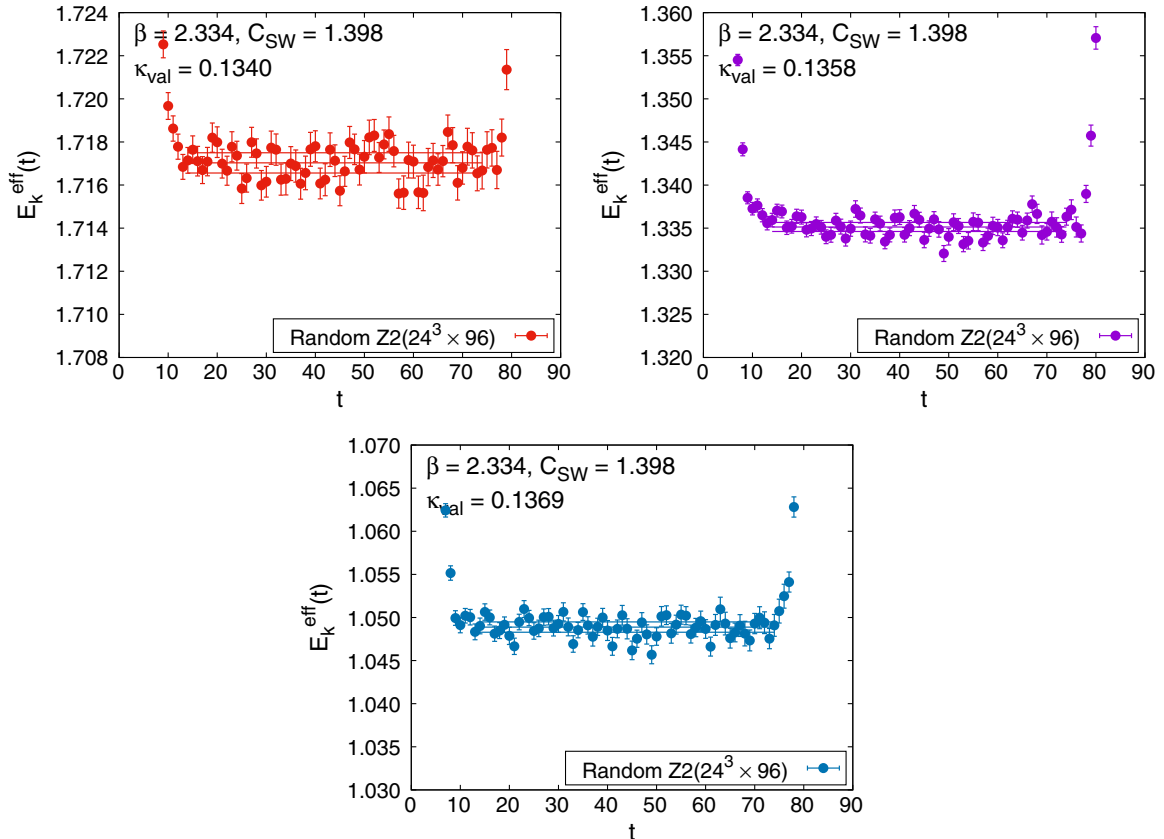 β = 2.334, C_SW = 1.398
κ_val = 0.1340
1.724
1.722
1.720
1.718
1.716
1.714
1.712
1.710
1.708
E_k^eff(t)
Random Z2(24^3 × 96)
0 10 20 30 40 50 60 70 80 90
t
β = 2.334, C_SW = 1.398
κ_val = 0.1358
1.360
1.355
1.350
1.345
1.340
1.335
1.330
1.325
1.320
E_k^eff(t)
Random Z2(24^3 × 96)
0 10 20 30 40 50 60 70 80 90
t
β = 2.334, C_SW = 1.398
κ_val = 0.1369
1.070
1.065
1.060
1.055
1.050
1.045
1.040
1.035
1.030
E_k^eff(t)
Random Z2(24^3 × 96)
0 10 20 30 40 50 60 70 80 90
t